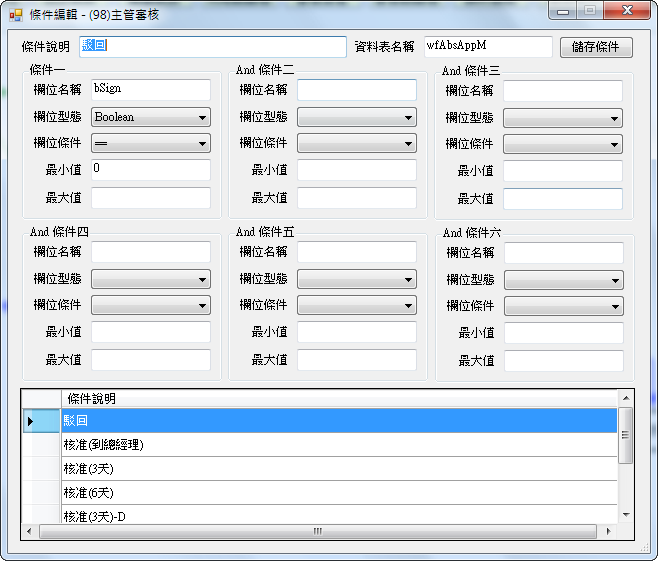 條件編輯 - (98)主管審核
條件說明 駁回 資料表名稱 wfAbsAppM 儲存條件
條件一 And 條件二 And 條件三
欄位名稱 bSign 欄位名稱 欄位名稱
欄位型態 Boolean 欄位型態 欄位型態
欄位條件 == 欄位條件 欄位條件
最小值 0 最小值 最小值
最大值 最大值 最大值
And 條件四 And 條件五 And 條件六
欄位名稱 欄位名稱 欄位名稱
欄位型態 欄位型態 欄位型態
欄位條件 欄位條件 欄位條件
最小值 最小值 最小值
最大值 最大值 最大值
條件說明
駁回
核准(到總經理)
核准(3天)
核准(6天)
核准(3天)-D